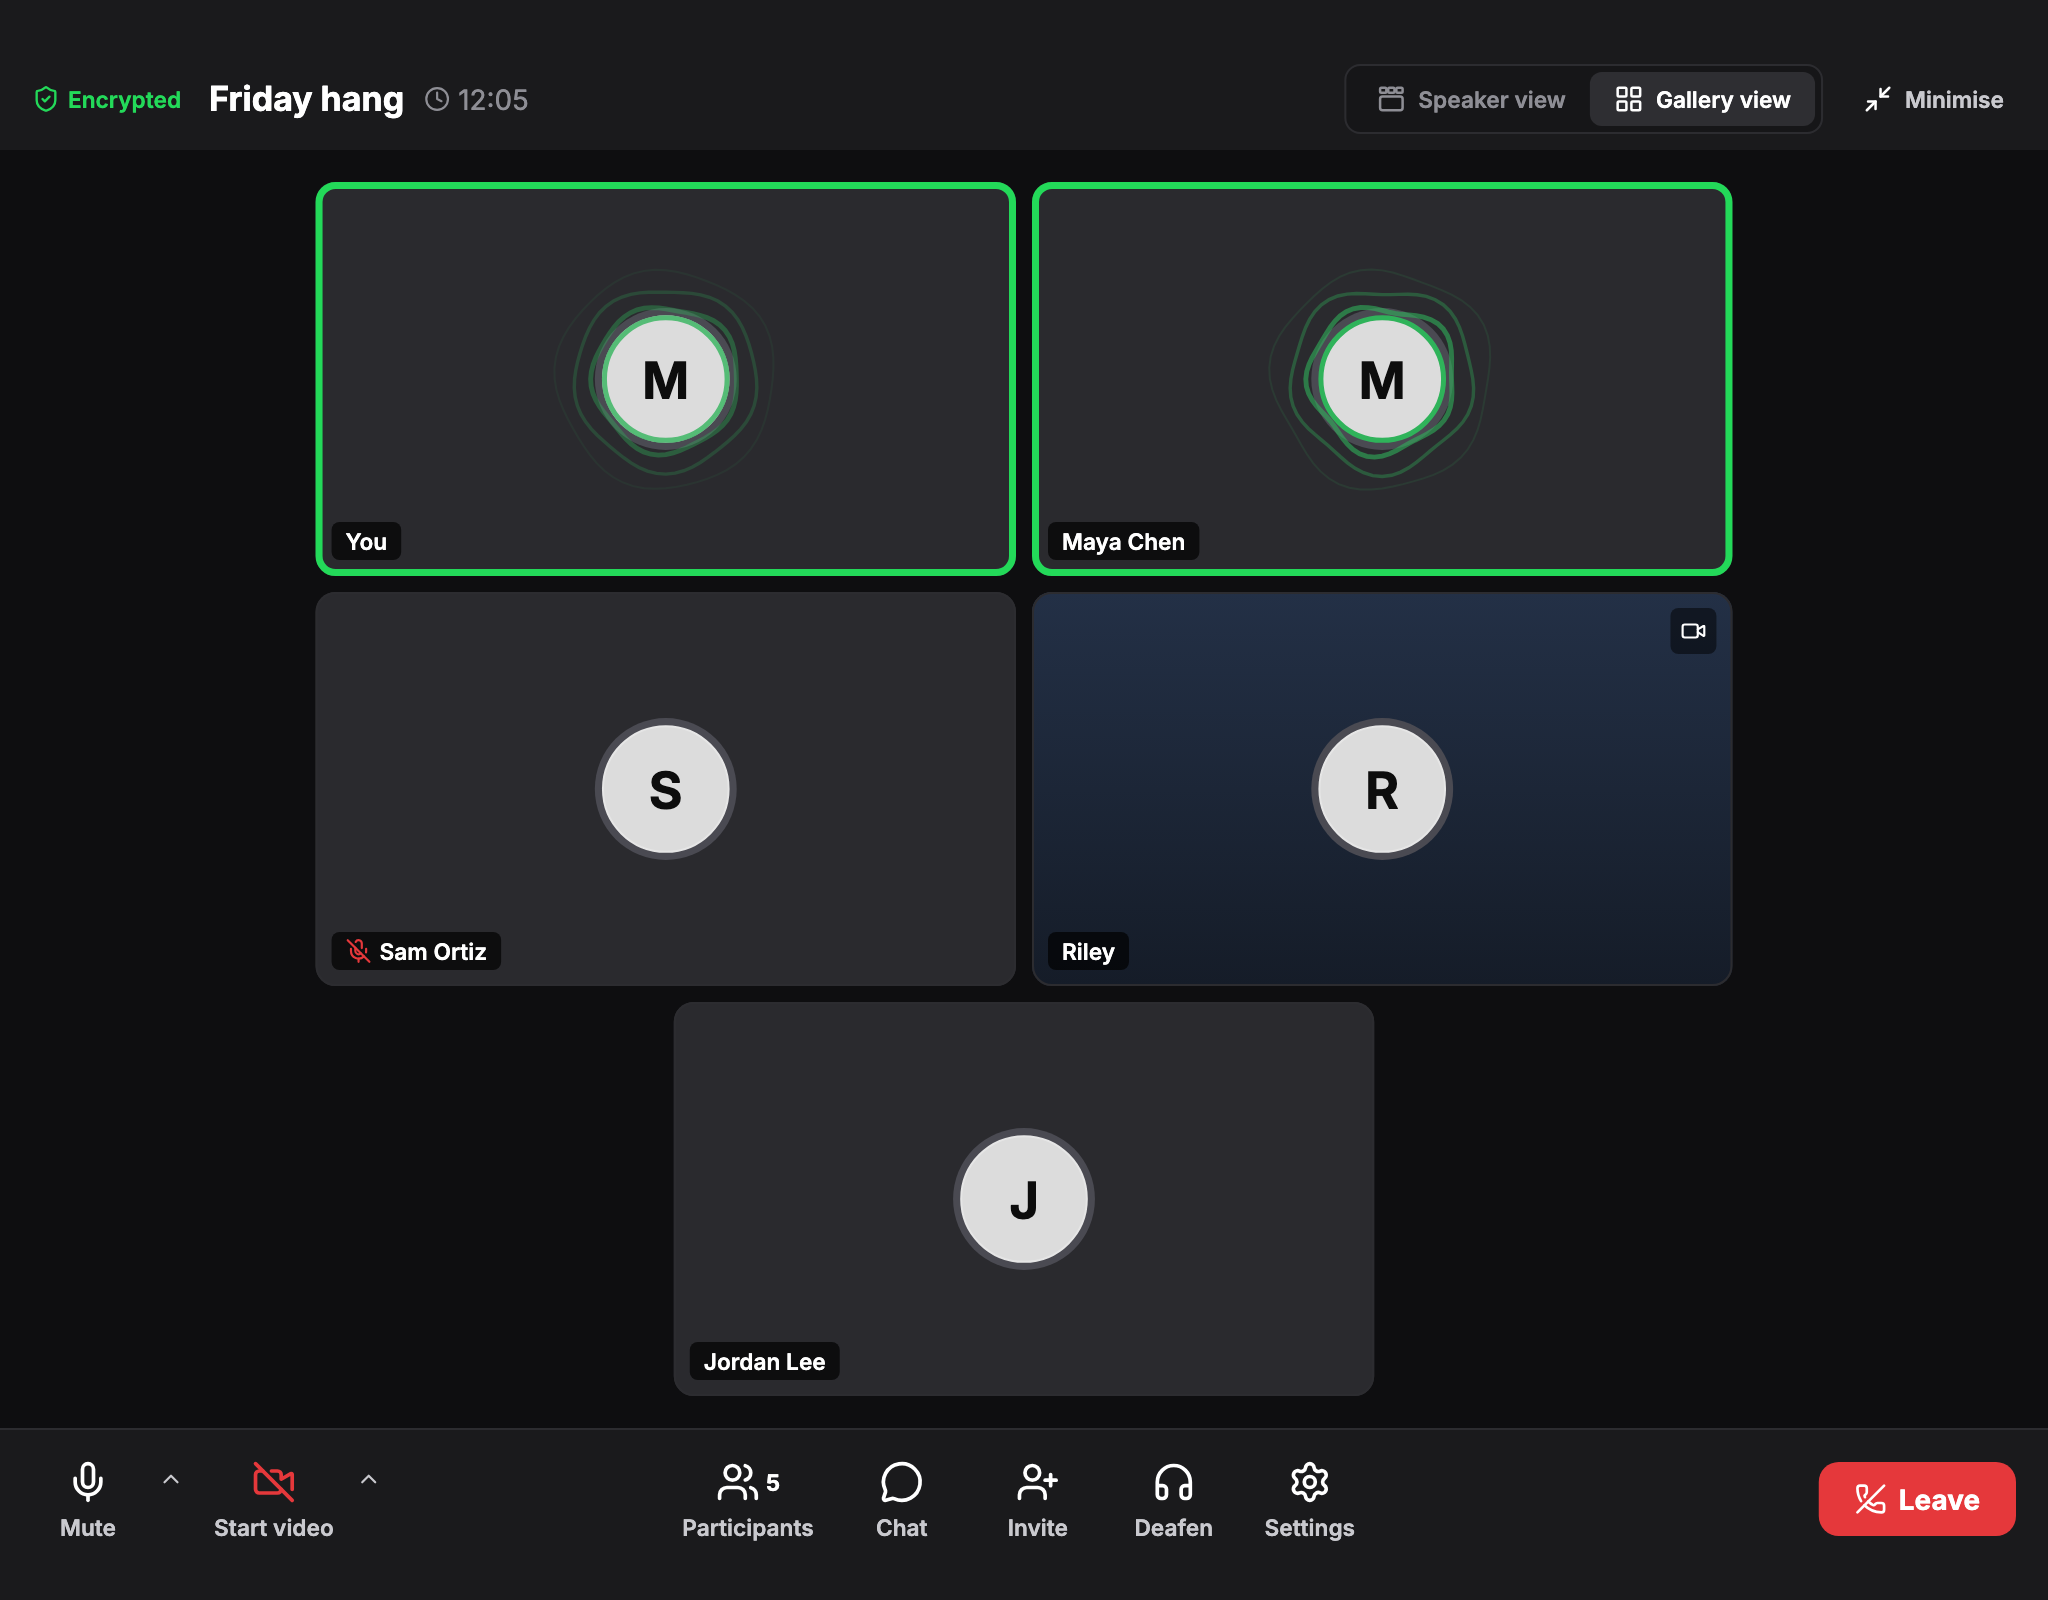 Encrypted Friday hang 12:05 Speaker view Gallery view Minimise
M
You
M
Maya Chen
S
Sam Ortiz
R
Riley
J
Jordan Lee
Mute
Start video
5
Participants
Chat
Invite
Deafen
Settings
Leave